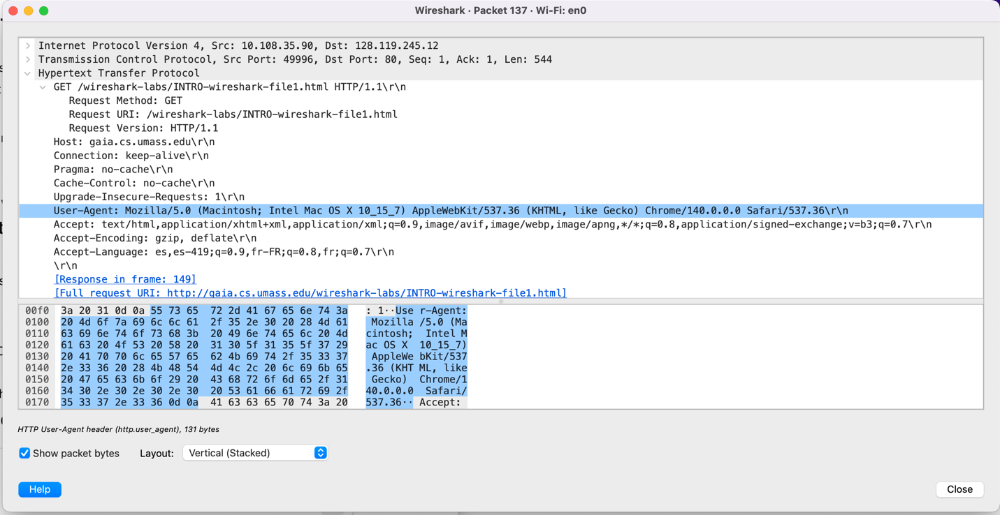 Wireshark · Packet 137 · Wi-Fi: en0
Internet Protocol Version 4, Src: 10.108.35.90, Dst: 128.119.245.12
Transmission Control Protocol, Src Port: 49996, Dst Port: 80, Seq: 1, Ack: 1, Len: 544
Hypertext Transfer Protocol
GET /wireshark-labs/INTRO-wireshark-file1.html HTTP/1.1\r\n
Request Method: GET
Request URI: /wireshark-labs/INTRO-wireshark-file1.html
Request Version: HTTP/1.1
Host: gaia.cs.umass.edu\r\n
Connection: keep-alive\r\n
Pragma: no-cache\r\n
Cache-Control: no-cache\r\n
Upgrade-Insecure-Requests: 1\r\n
User-Agent: Mozilla/5.0 (Macintosh; Intel Mac OS X 10_15_7) AppleWebKit/537.36 (KHTML, like Gecko) Chrome/140.0.0.0 Safari/537.36\r\n
Accept: text/html,application/xhtml+xml,application/xml;q=0.9,image/avif,image/webp,image/apng,*/*;q=0.8,application/signed-exchange;v=b3;q=0.7\r\n
Accept-Encoding: gzip, deflate\r\n
Accept-Language: es,es-419;q=0.9,fr-FR;q=0.8,fr;q=0.7\r\n
\r\n
[Response in frame: 149]
[Full request URI: http://gaia.cs.umass.edu/wireshark-labs/INTRO-wireshark-file1.html]
00f0 3a 20 31 0d 0a 55 73 65 72 2d 41 67 65 6e 74 3a : 1··Use r-Agent:
0100 20 4d 6f 7a 69 6c 6c 61 2f 35 2e 30 20 28 4d 61 Mozilla /5.0 (Ma
0110 63 69 6e 74 6f 73 68 3b 20 49 6e 74 65 6c 20 4d cintosh; Intel M
0120 61 63 20 4f 53 20 58 20 31 30 5f 31 35 5f 37 29 ac OS X 10_15_7)
0130 20 41 70 70 6c 65 57 65 62 4b 69 74 2f 35 33 37 AppleWe bKit/537
0140 2e 33 36 20 28 4b 48 54 4d 4c 2c 20 6c 69 6b 65 .36 (KHT ML, like
0150 20 47 65 63 6b 6f 29 20 43 68 72 6f 6d 65 2f 31 Gecko) Chrome/1
0160 34 30 2e 30 2e 30 2e 30 20 53 61 66 61 72 69 2f 40.0.0.0 Safari/
0170 35 33 37 2e 33 36 0d 0a 41 63 63 65 70 74 3a 20 537.36·· Accept:
HTTP User-Agent header (http.user_agent), 131 bytes
Show packet bytes Layout: Vertical (Stacked)
Help Close